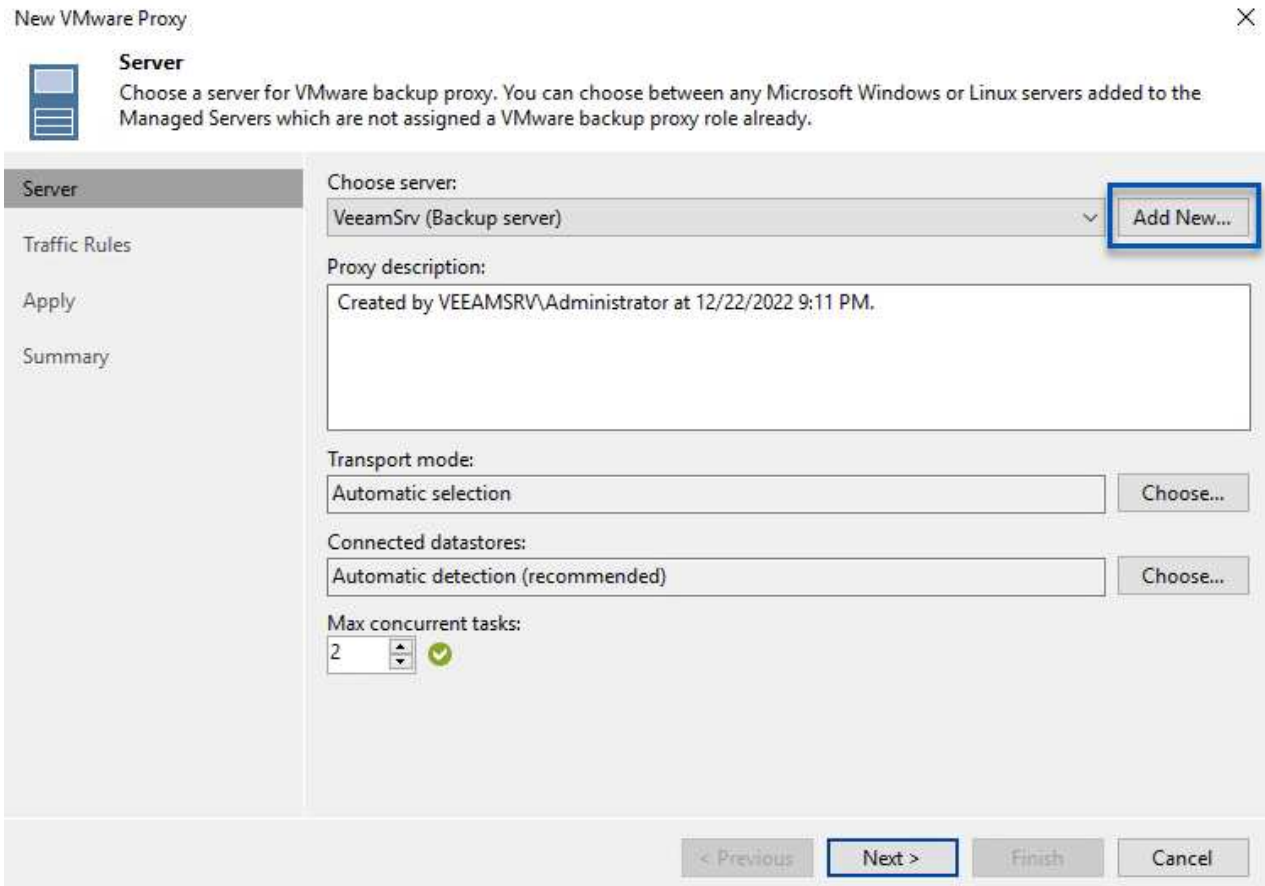 New VMware Proxy
Server
Choose a server for VMware backup proxy. You can choose between any Microsoft Windows or Linux servers added to the
Managed Servers which are not assigned a VMware backup proxy role already.
Server
Traffic Rules
Apply
Summary
Choose server:
VeeamSrv (Backup server)
Add New...
Proxy description:
Created by VEEAMSRV\Administrator at 12/22/2022 9:11 PM.
Transport mode:
Automatic selection
Choose...
Connected datastores:
Automatic detection (recommended)
Choose...
Max concurrent tasks:
2
< Previous
Next >
Finish
Cancel